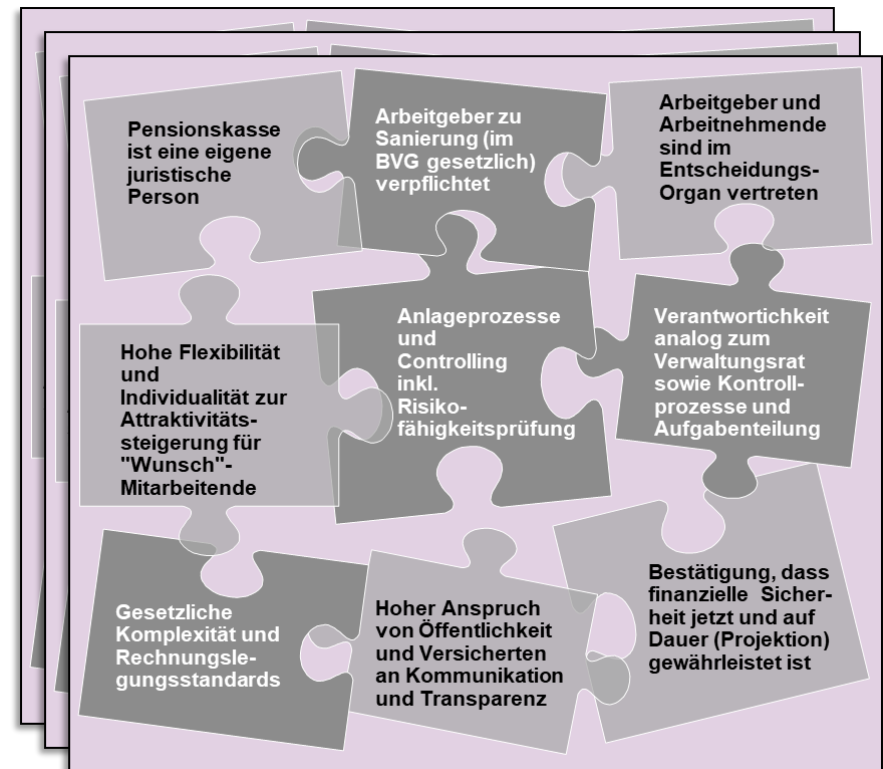 Pensionskasse
ist eine eigene
juristische
Person
Arbeitgeber zu
Sanierung (im
BVG gesetzlich)
verpflichtet
Arbeitgeber und
Arbeitnehmende
sind im
Entscheidungs-
Organ vertreten
Hohe Flexibilität
und
Individualität zur
Attraktivitäts-
steigerung für
"Wunsch"-
Mitarbeitende
Anlageprozesse
und
Controlling
inkl.
Risiko-
fähigkeitsprüfung
Verantwortichkeit
analog zum
Verwaltungsrat
sowie Kontroll-
prozesse und
Aufgabenteilung
Gesetzliche
Komplexität und
Rechnungsle-
gungsstandards
Hoher Anspruch
von Öffentlichkeit
und Versicherten
an Kommunikation
und Transparenz
Bestätigung, dass
finanzielle Sicher-
heit jetzt und auf
Dauer (Projektion)
gewährleistet ist